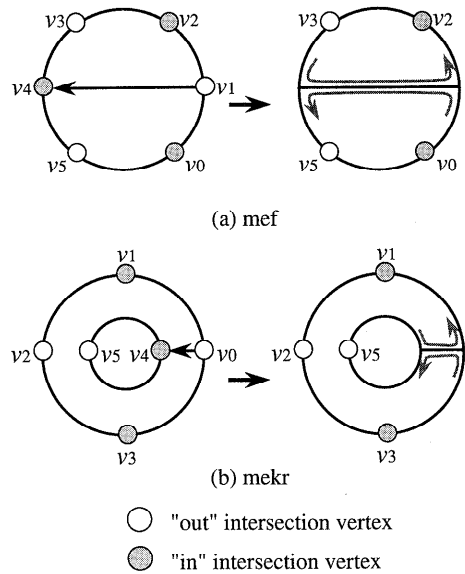 v3 v2 v3 v2
v4 v1
v5 v0 v5 v0
(a) mef
v1 v1
v2 v5 v4 v0 v2 v5
v3 v3
(b) mekr
"out" intersection vertex
"in" intersection vertex